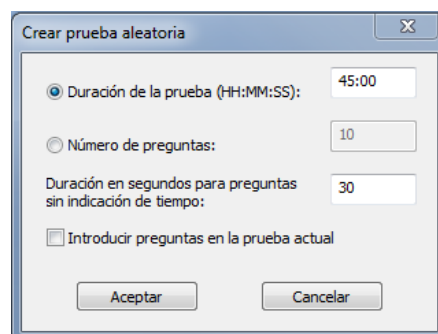 Crear prueba aleatoria
Duración de la prueba (HH:MM:SS): 45:00
Número de preguntas: 10
Duración en segundos para preguntas
sin indicación de tiempo: 30
Introducir preguntas en la prueba actual
Aceptar Cancelar